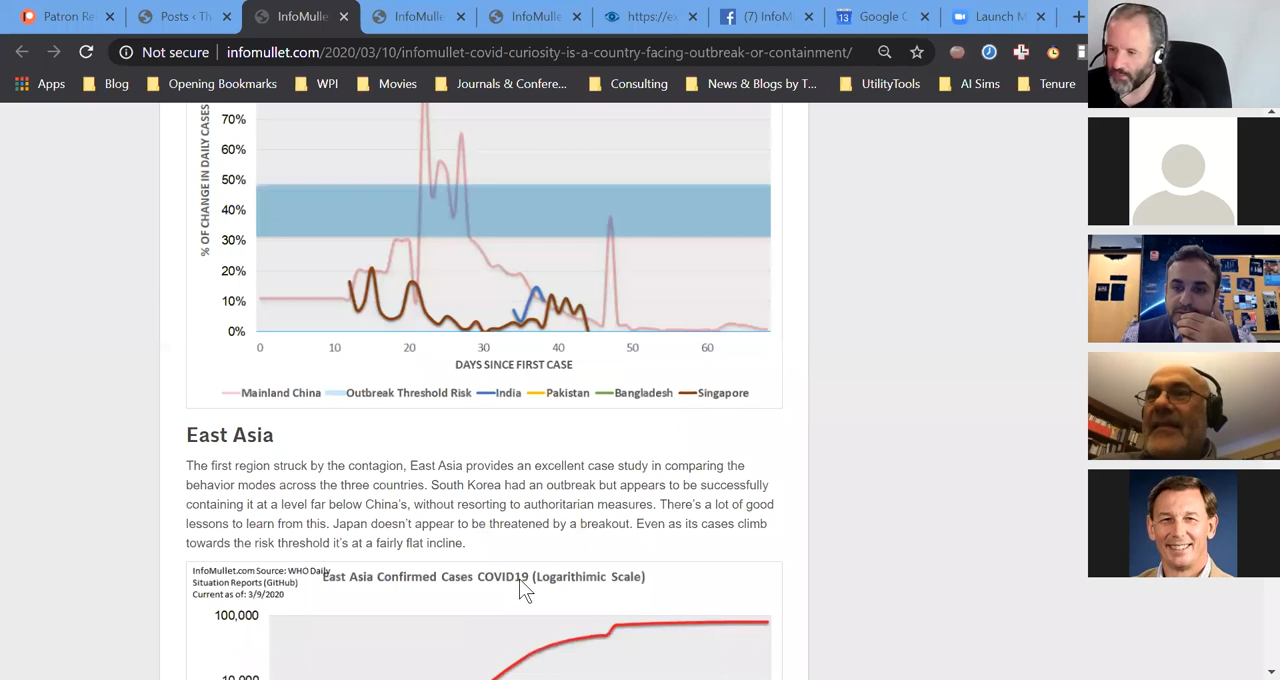 Patron Re
Posts ‹ Th
InfoMulle
InfoMulle
InfoMulle
https://ex
(7) InfoM
Google C
Launch M
Not secure
infomullet.com/2020/03/10/infomullet-covid-curiosity-is-a-country-facing-outbreak-or-containment/
Apps
Blog
Opening Bookmarks
WPI
Movies
Journals & Confere...
Consulting
News & Blogs by T...
UtilityTools
AI Sims
Tenure
% OF CHANGE IN DAILY CASES
70%
60%
50%
40%
30%
20%
10%
0%
0 10 20 30 40 50 60
DAYS SINCE FIRST CASE
Mainland China Outbreak Threshold Risk India Pakistan Bangladesh Singapore
East Asia
The first region struck by the contagion, East Asia provides an excellent case study in comparing the
behavior modes across the three countries. South Korea had an outbreak but appears to be successfully
containing it at a level far below China's, without resorting to authoritarian measures. There's a lot of good
lessons to learn from this. Japan doesn't appear to be threatened by a breakout. Even as its cases climb
towards the risk threshold it's at a fairly flat incline.
InfoMullet.com Source: WHO Daily
Situation Reports (GitHub)
Current as of: 3/9/2020
East Asia Confirmed Cases COVID19 (Logarithimic Scale)
100,000
10,000